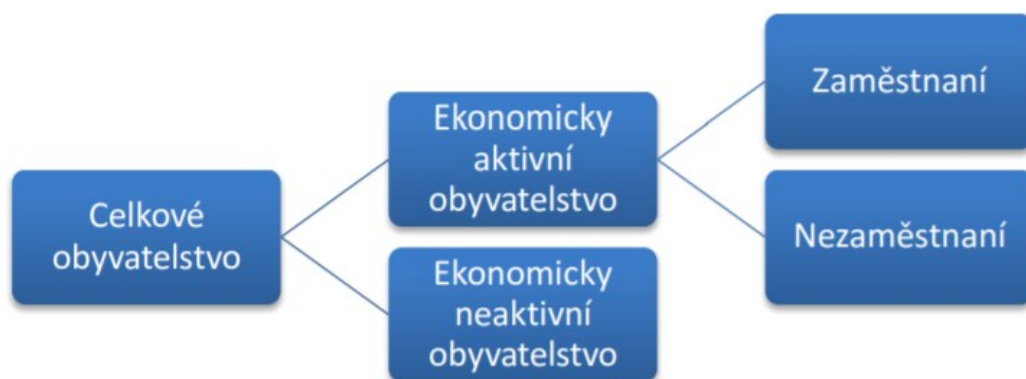 Celkové
obyvatelstvo
Ekonomicky
aktivní
obyvatelstvo
Ekonomicky
neaktivní
obyvatelstvo
Zaměstnaní
Nezaměstnaní